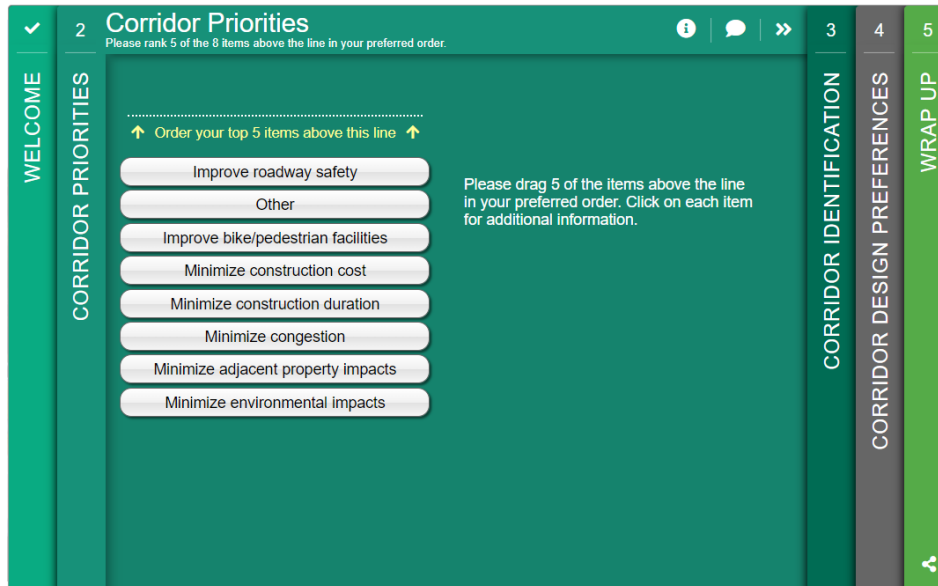 WELCOME
2
CORRIDOR PRIORITIES
Corridor Priorities
Please rank 5 of the 8 items above the line in your preferred order.
Order your top 5 items above this line
Improve roadway safety
Other
Improve bike/pedestrian facilities
Minimize construction cost
Minimize construction duration
Minimize congestion
Minimize adjacent property impacts
Minimize environmental impacts
Please drag 5 of the items above the line
in your preferred order. Click on each item
for additional information.
3
CORRIDOR IDENTIFICATION
4
CORRIDOR DESIGN PREFERENCES
5
WRAP UP